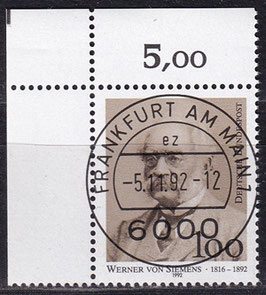 5,00
FRANKFURT AM MAIN 1
ez
-5.11.92-12
6000
100
DEUTSCHE BUNDESPOST
WERNER VON SIEMENS · 1816 – 1892
1992